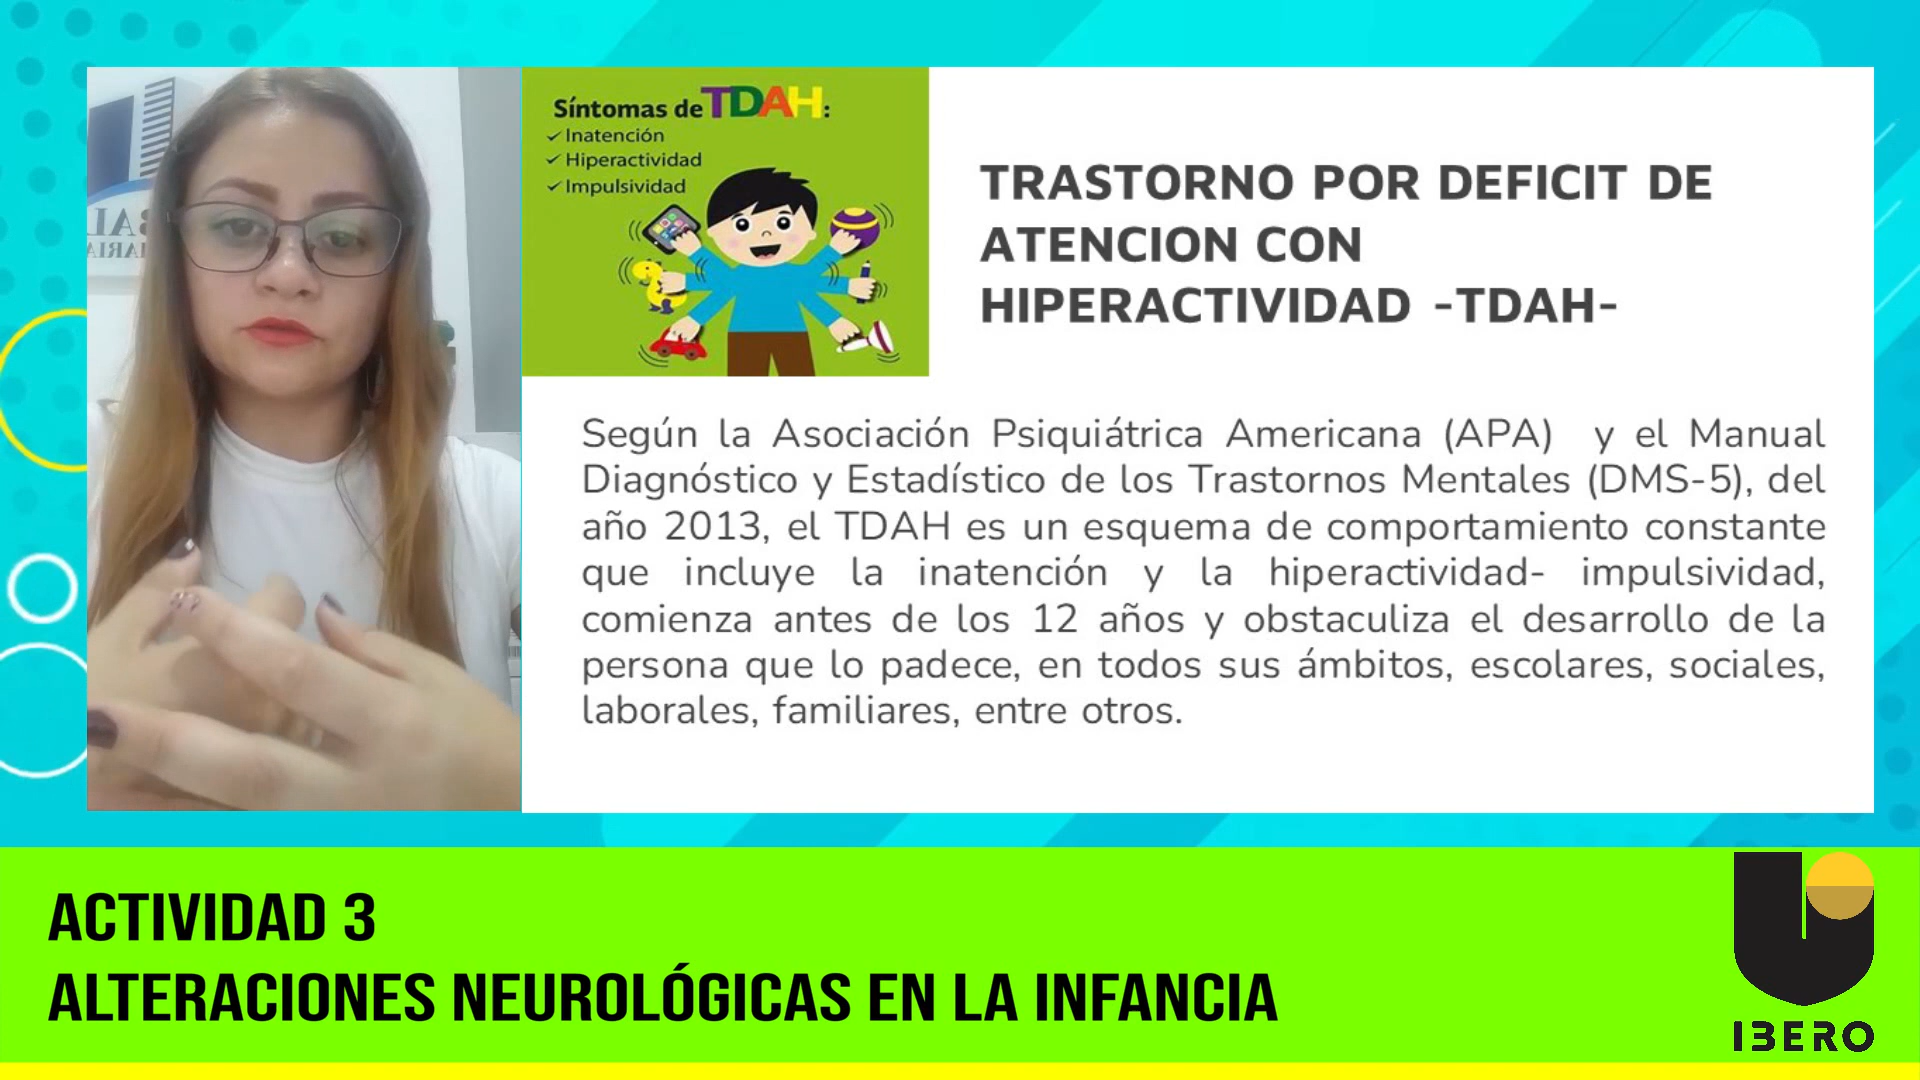 Síntomas de TDAH:
✓ Inatención
✓ Hiperactividad
✓ Impulsividad
TRASTORNO POR DEFICIT DE
ATENCION CON
HIPERACTIVIDAD -TDAH-
Según la Asociación Psiquiátrica Americana (APA) y el Manual
Diagnóstico y Estadístico de los Trastornos Mentales (DMS-5), del
año 2013, el TDAH es un esquema de comportamiento constante
que incluye la inatención y la hiperactividad- impulsividad,
comienza antes de los 12 años y obstaculiza el desarrollo de la
persona que lo padece, en todos sus ámbitos, escolares, sociales,
laborales, familiares, entre otros.
ACTIVIDAD 3
ALTERACIONES NEUROLÓGICAS EN LA INFANCIA
IBERO